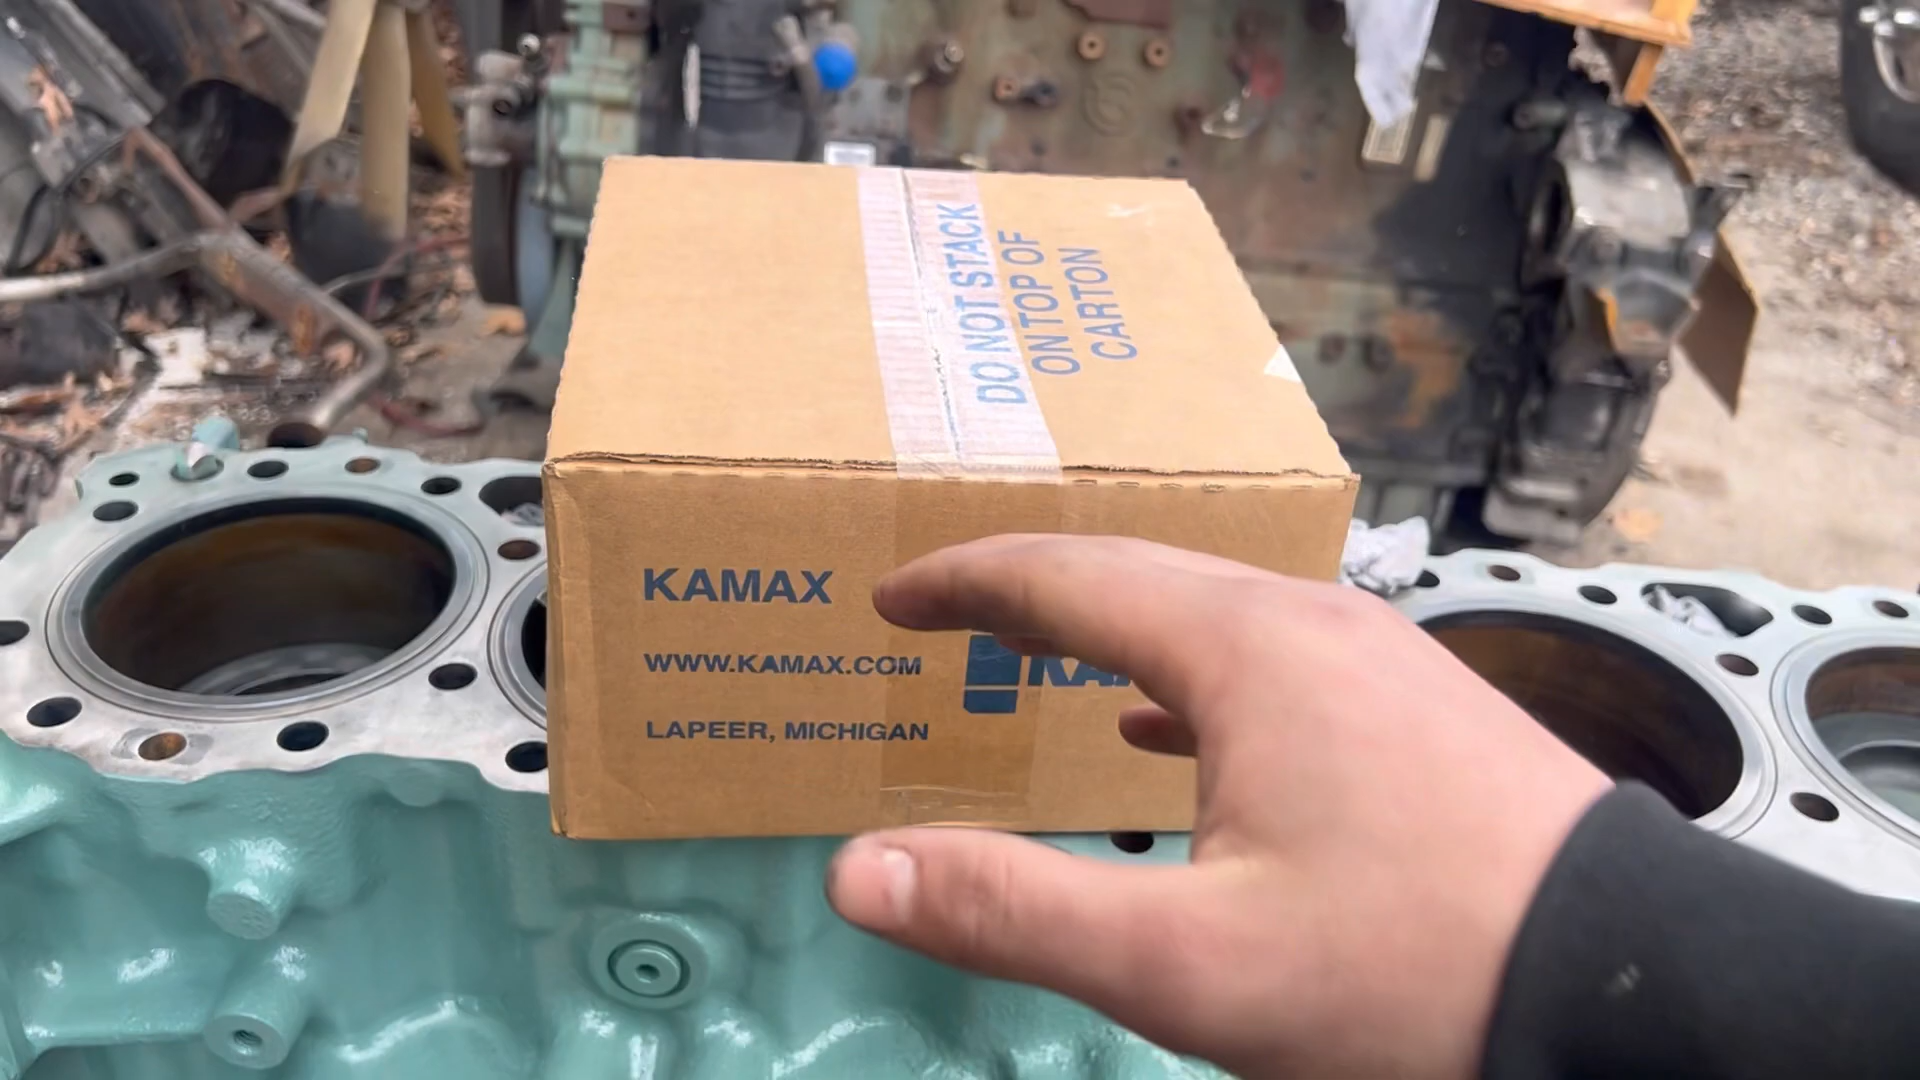 DO NOT STACK
ON TOP OF
CARTON
KAMAX
WWW.KAMAX.COM
LAPEER, MICHIGAN